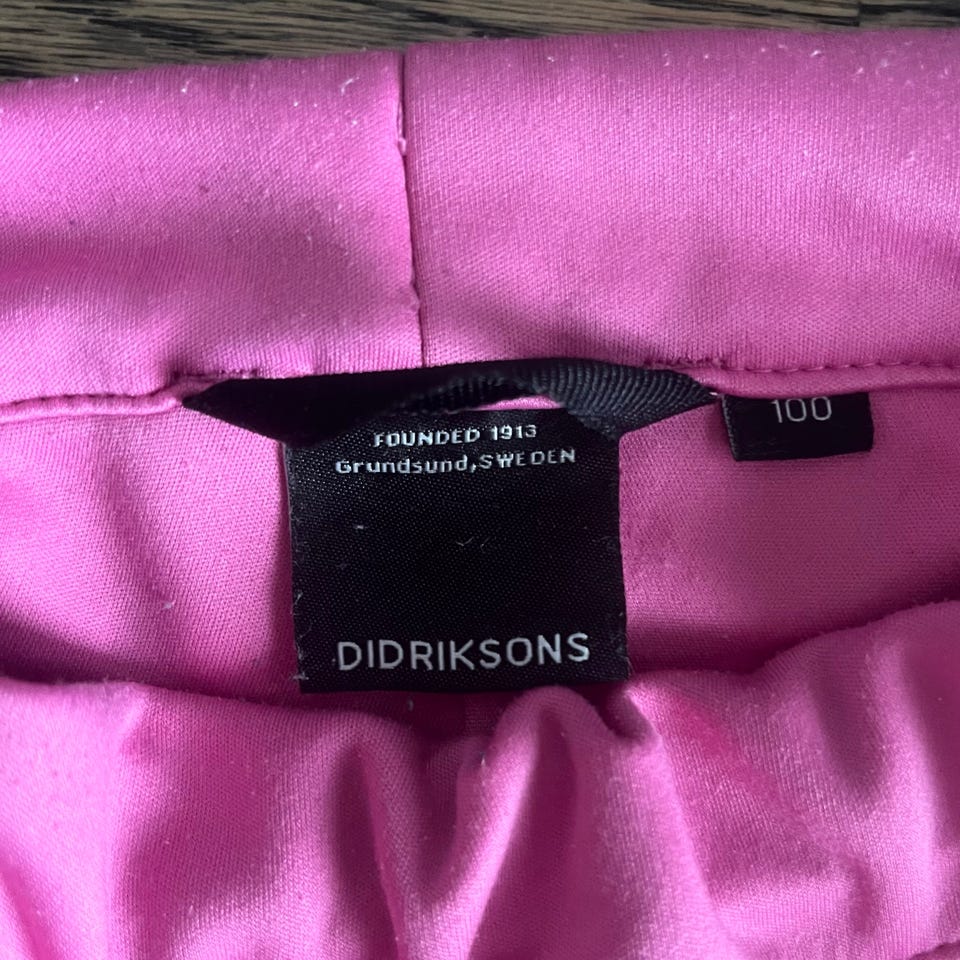 FOUNDED 1913
Grundsund,SWEDEN
DIDRIKSONS
100